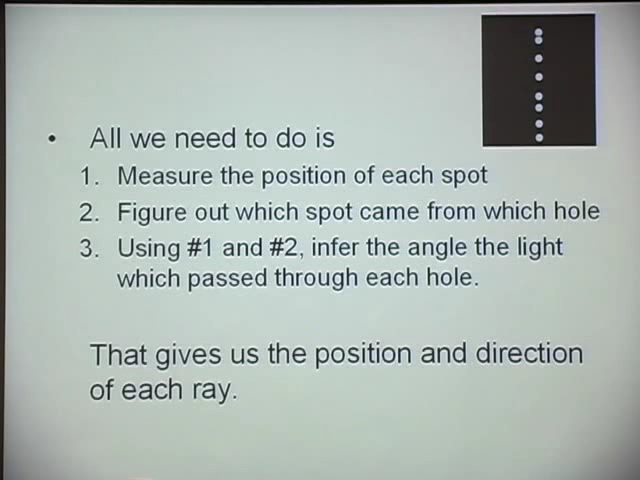 • All we need to do is
1. Measure the position of each spot
2. Figure out which spot came from which hole
3. Using #1 and #2, infer the angle the light
which passed through each hole.
That gives us the position and direction
of each ray.